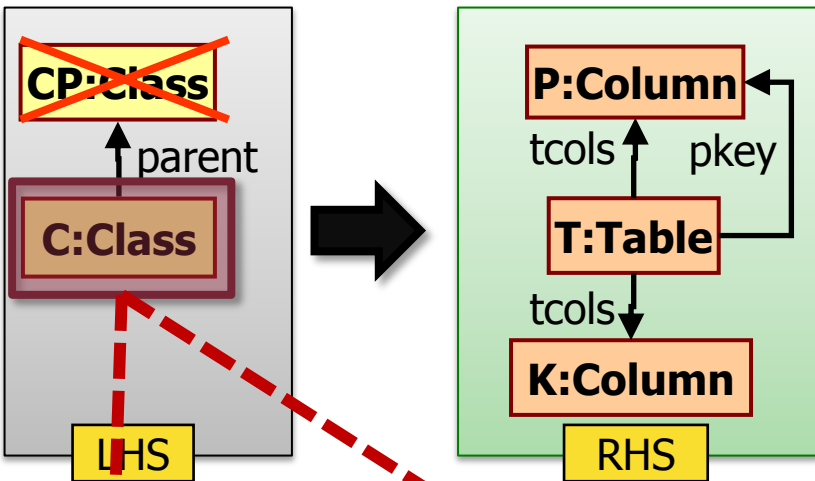 CP:Class
parent
C:Class
LHS
P:Column
tcols
pkey
T:Table
tcols
K:Column
RHS